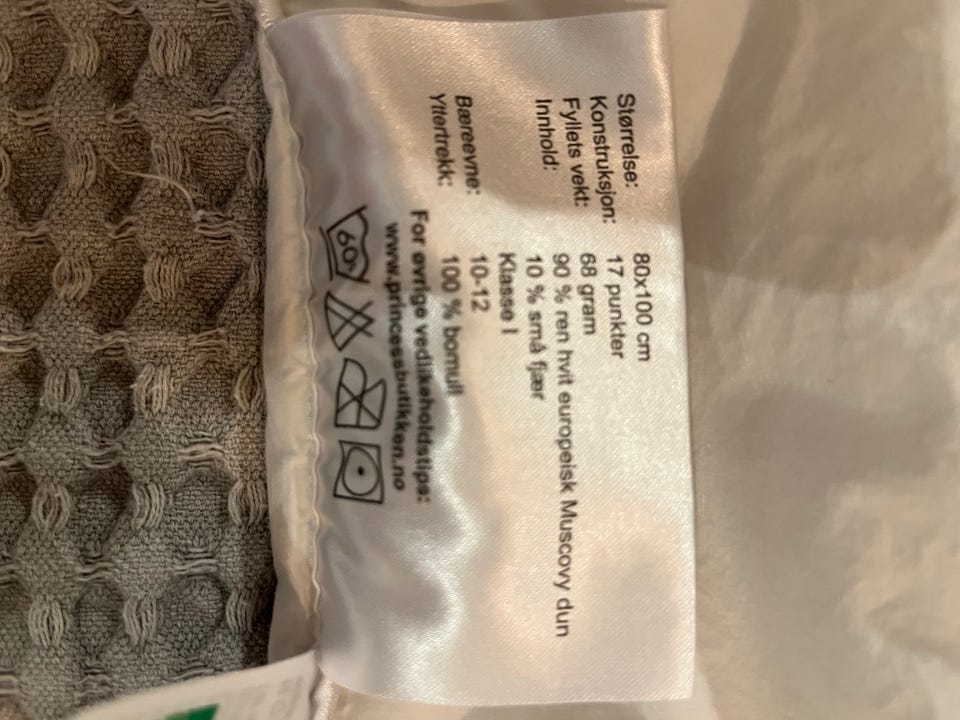 Størrelse: 80x100 cm
Konstruksjon: 17 punkter
Fyllets vekt: 68 gram
Innhold: 90 % ren hvit europeisk Muscovy dun
10 % små fjær
Klasse I
Bæreevne: 10-12
Yttertrekk: 100 % bomull
For øvrige vedlikeholdstips:
www.princessbutikken.no
60